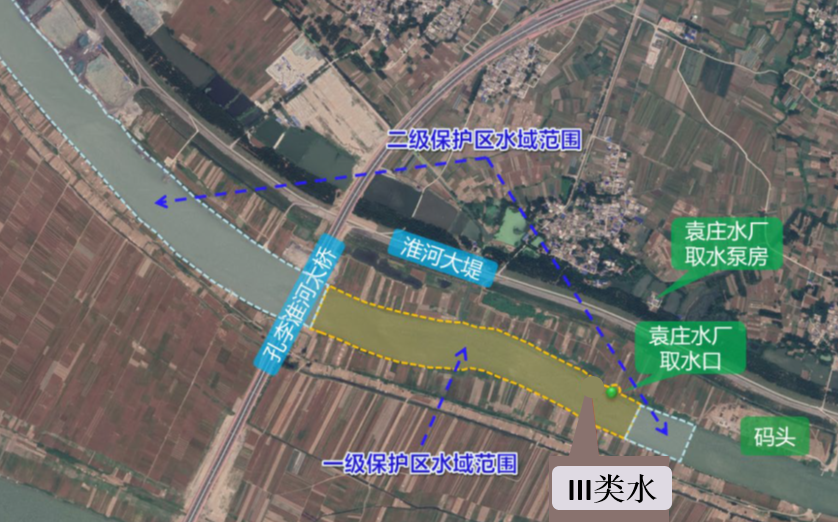 二级保护区水域范围
袁庄水厂
取水泵房
淮河大堤
孔李淮河大桥
袁庄水厂
取水口
码头
一级保护区水域范围
III类水